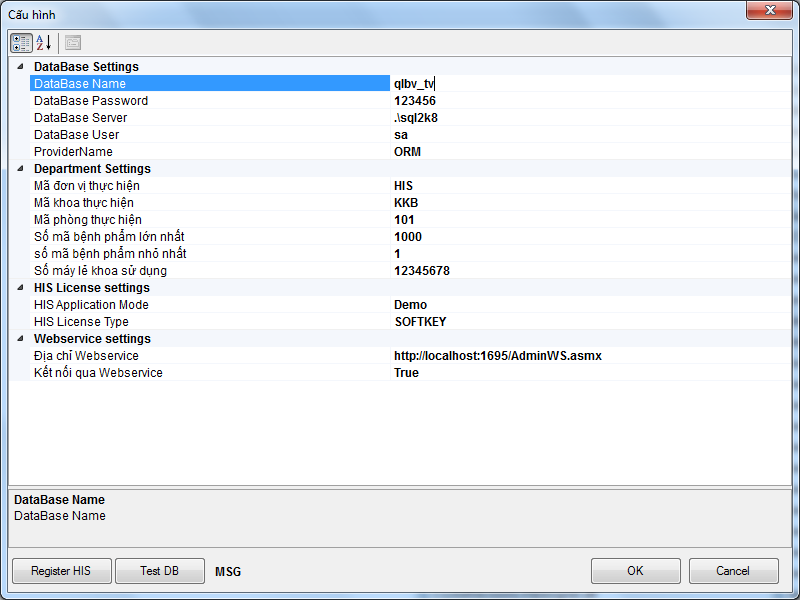 Cấu hình
DataBase Settings
DataBase Name qlbv_tv
DataBase Password 123456
DataBase Server .\sql2k8
DataBase User sa
ProviderName ORM
Department Settings
Mã đơn vị thực hiện HIS
Mã khoa thực hiện KKB
Mã phòng thực hiện 101
Số mã bệnh phẩm lớn nhất 1000
số mã bệnh phẩm nhỏ nhất 1
Số máy lẻ khoa sử dụng 12345678
HIS License settings
HIS Application Mode Demo
HIS License Type SOFTKEY
Webservice settings
Địa chỉ Webservice http://localhost:1695/AdminWS.asmx
Kết nối qua Webservice True
DataBase Name
DataBase Name
Register HIS Test DB MSG OK Cancel